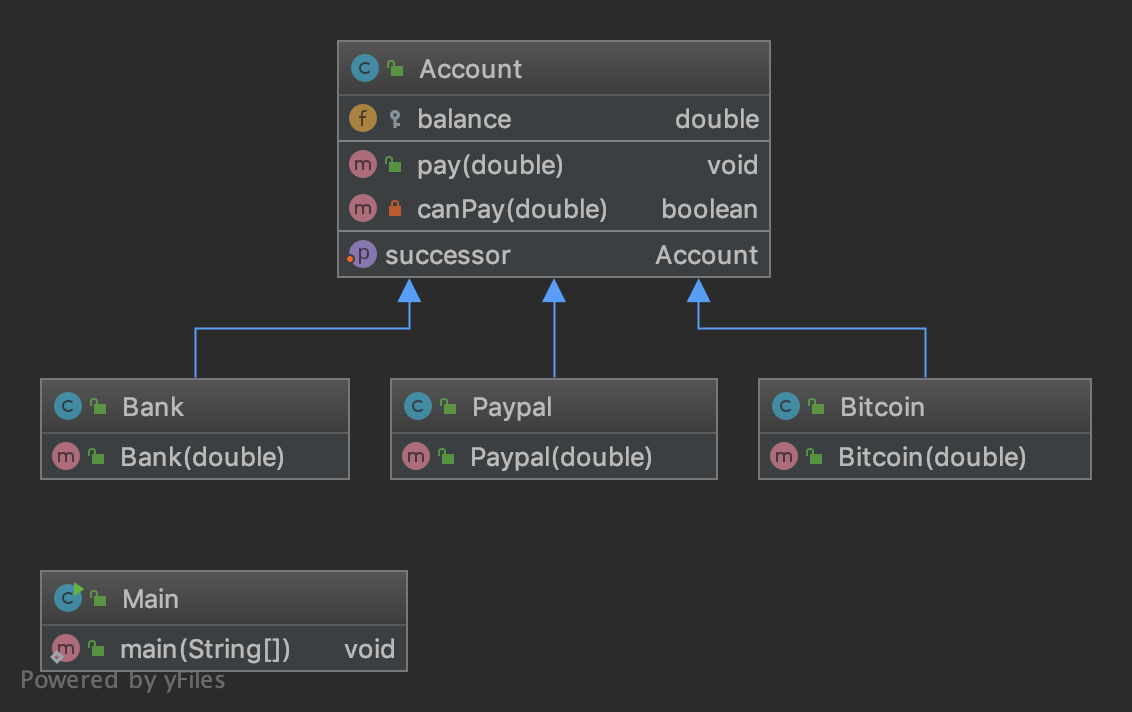 Account
balance double
pay(double) void
canPay(double) boolean
successor Account
Bank
Bank(double)
Paypal
Paypal(double)
Bitcoin
Bitcoin(double)
Main
main(String[]) void
Powered by yFiles